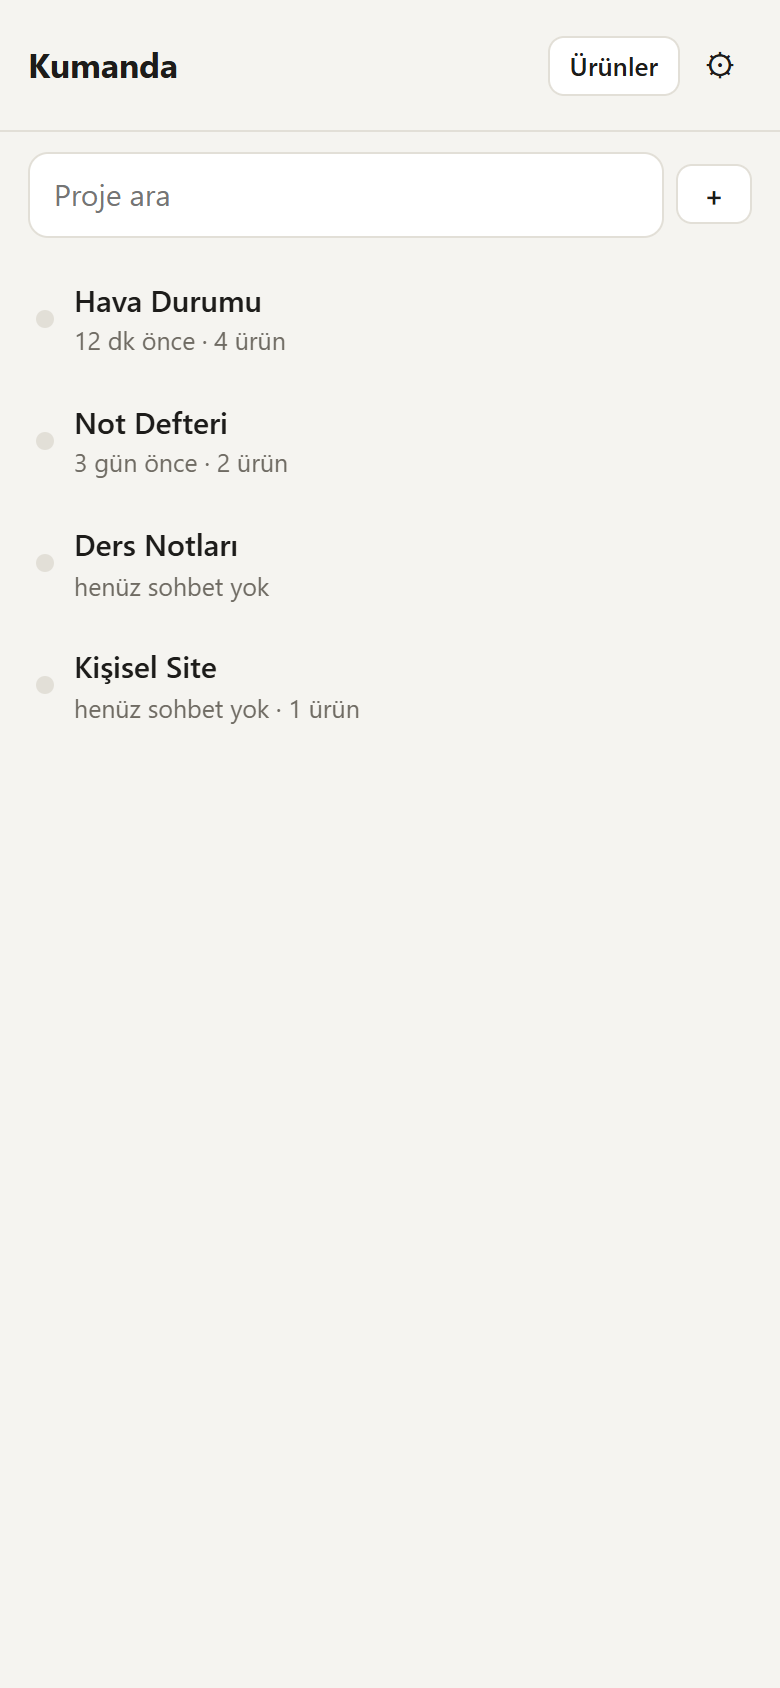 Kumanda
Ürünler
Proje ara
+
Hava Durumu
12 dk önce · 4 ürün
Not Defteri
3 gün önce · 2 ürün
Ders Notları
henüz sohbet yok
Kişisel Site
henüz sohbet yok · 1 ürün